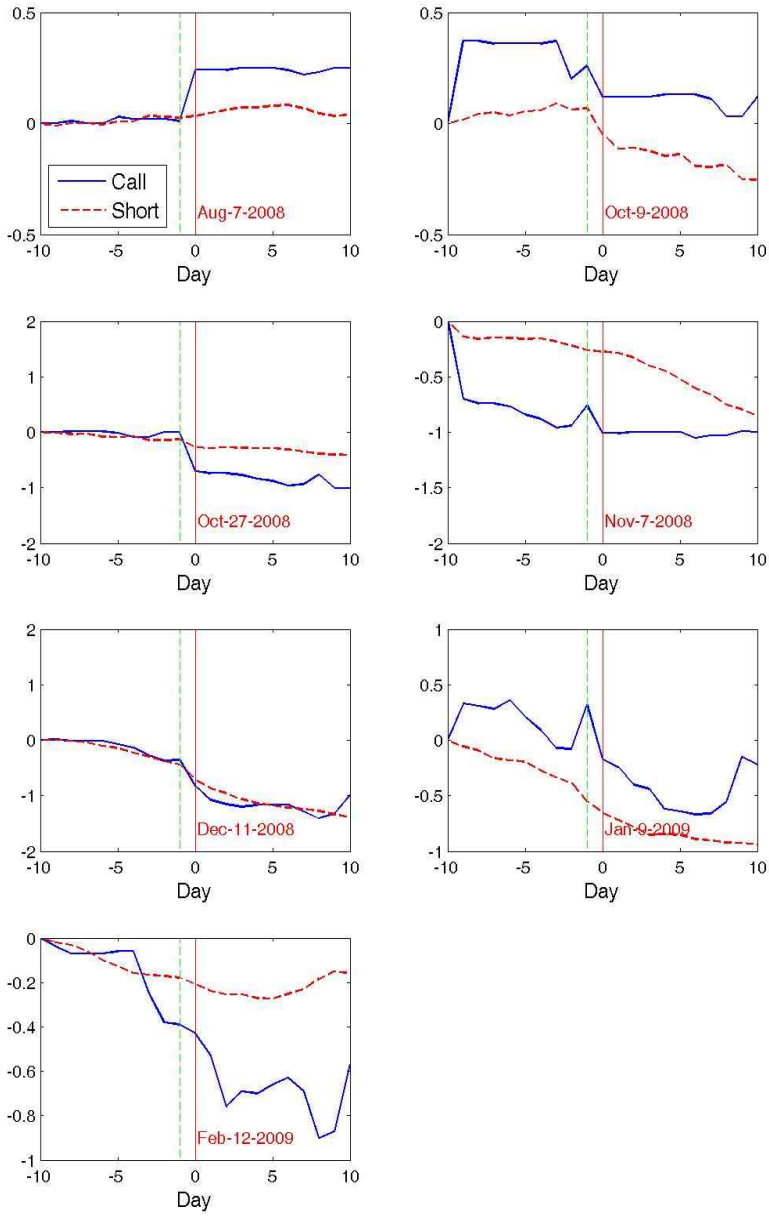 0.5
0
-0.5
Call
Short
Aug-7-2008
-10 -5 0 5 10
Day
0.5
0
-0.5
Oct-9-2008
-10 -5 0 5 10
Day
2
1
0
-1
-2
Oct-27-2008
-10 -5 0 5 10
Day
0
-0.5
-1
-1.5
-2
Nov-7-2008
-10 -5 0 5 10
Day
2
1
0
-1
-2
Dec-11-2008
-10 -5 0 5 10
Day
1
0.5
0
-0.5
-1
Jan-9-2009
-10 -5 0 5 10
Day
0
-0.2
-0.4
-0.6
-0.8
-1
Feb-12-2009
-10 -5 0 5 10
Day